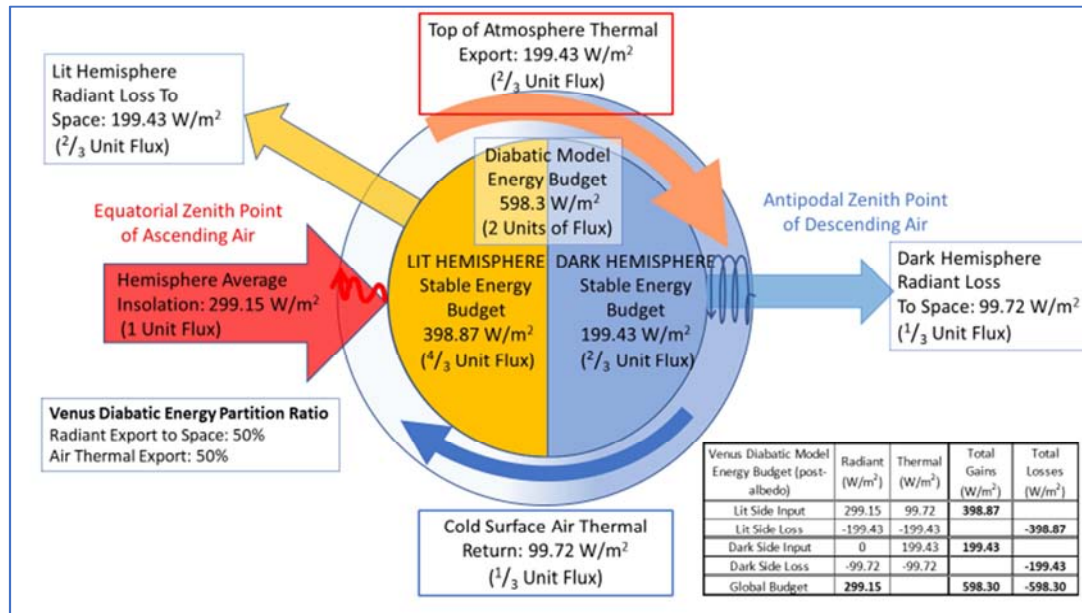 Top of Atmosphere Thermal
Export: 199.43 W/m²
(²/₃ Unit Flux)
Lit Hemisphere
Radiant Loss To
Space: 199.43 W/m²
(²/₃ Unit Flux)
Diabatic Model
Energy Budget
598.3 W/m²
(2 Units of Flux)
Equatorial Zenith Point
of Ascending Air
Antipodal Zenith Point
of Descending Air
Hemisphere Average
Insolation: 299.15 W/m²
(1 Unit Flux)
LIT HEMISPHERE
Stable Energy
Budget
398.87 W/m²
(⁴/₃ Unit Flux)
DARK HEMISPHERE
Stable Energy
Budget
199.43 W/m²
(²/₃ Unit Flux)
Dark Hemisphere
Radiant Loss
To Space: 99.72 W/m²
(¹/₃ Unit Flux)
Venus Diabatic Energy Partition Ratio
Radiant Export to Space: 50%
Air Thermal Export: 50%
Cold Surface Air Thermal
Return: 99.72 W/m²
(¹/₃ Unit Flux)
Venus Diabatic Model Energy Budget (post-albedo) Radiant (W/m²) Thermal (W/m²) Total Gains (W/m²) Total Losses (W/m²)
Lit Side Input 299.15 99.72 398.87
Lit Side Loss -199.43 -199.43 -398.87
Dark Side Input 0 199.43 199.43
Dark Side Loss -99.72 -99.72 -199.43
Global Budget 299.15 598.30 -598.30